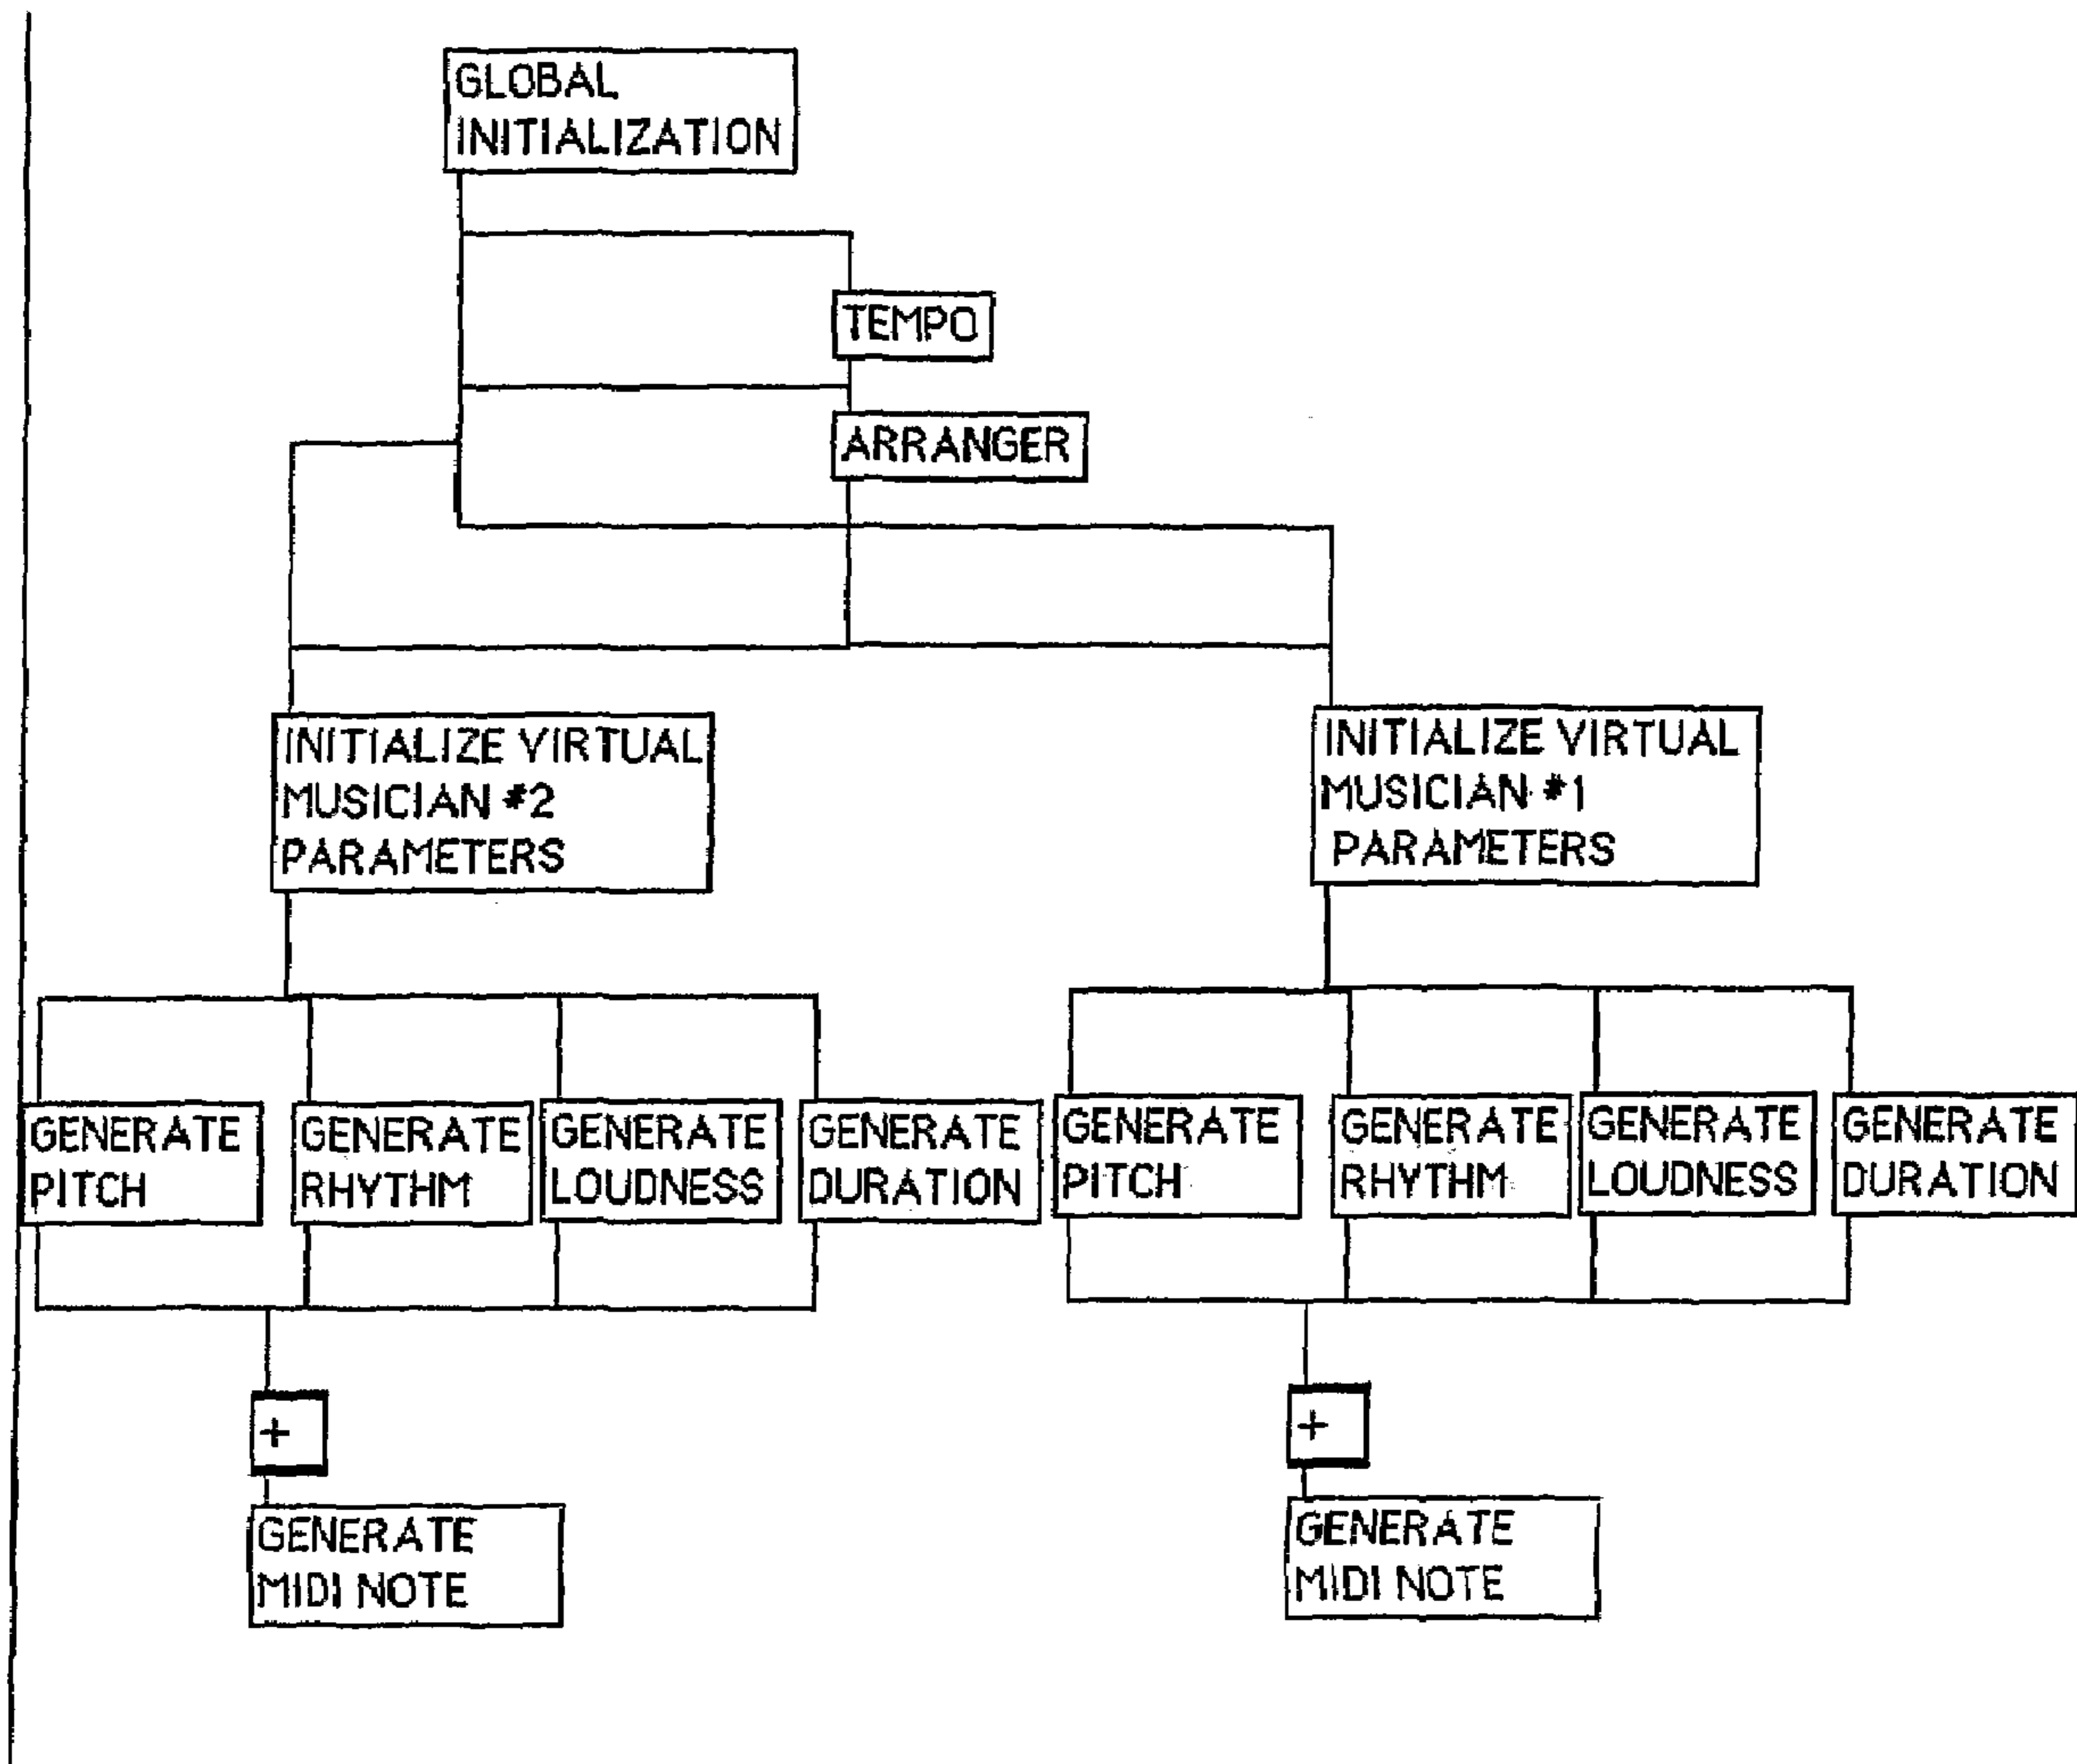 GLOBAL
INITIALIZATION
TEMPO
ARRANGER
INITIALIZE VIRTUAL
MUSICIAN #2
PARAMETERS
INITIALIZE VIRTUAL
MUSICIAN #1
PARAMETERS
GENERATE
PITCH
GENERATE
RHYTHM
GENERATE
LOUDNESS
GENERATE
DURATION
GENERATE
PITCH
GENERATE
RHYTHM
GENERATE
LOUDNESS
GENERATE
DURATION
+
+
GENERATE
MIDI NOTE
GENERATE
MIDI NOTE